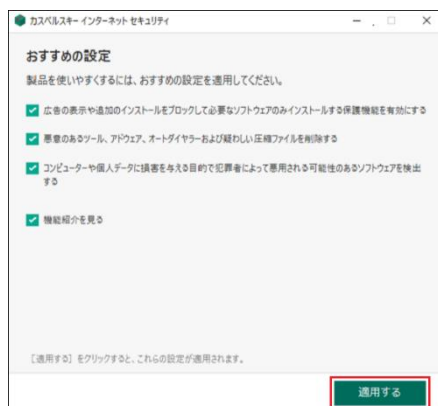 カスペルスキー インターネット セキュリティ
おすすめの設定
製品を使いやすくするには、おすすめの設定を適用してください。
広告の表示や追加のインストールをブロックして必要なソフトウェアのみインストールする保護機能を有効にする
悪意のあるツール、アドウェア、オートダイヤラーおよび疑わしい圧縮ファイルを削除する
コンピューターや個人データに損害を与える目的で犯罪者によって悪用される可能性のあるソフトウェアを検出
する
機能紹介を見る
［適用する］をクリックすると、これらの設定が適用されます。
適用する